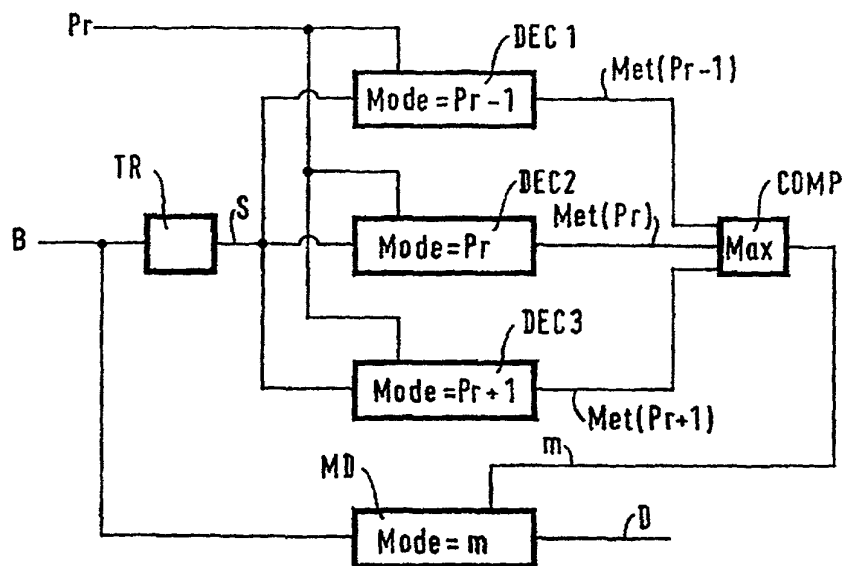 Pr
DEC 1
Mode = Pr - 1
Met(Pr-1)
TR
DEC2
COMP
B
S
Mode = Pr
Met(Pr)
Max
DEC3
Mode = Pr + 1
Met(Pr+1)
m
MD
Mode = m
D